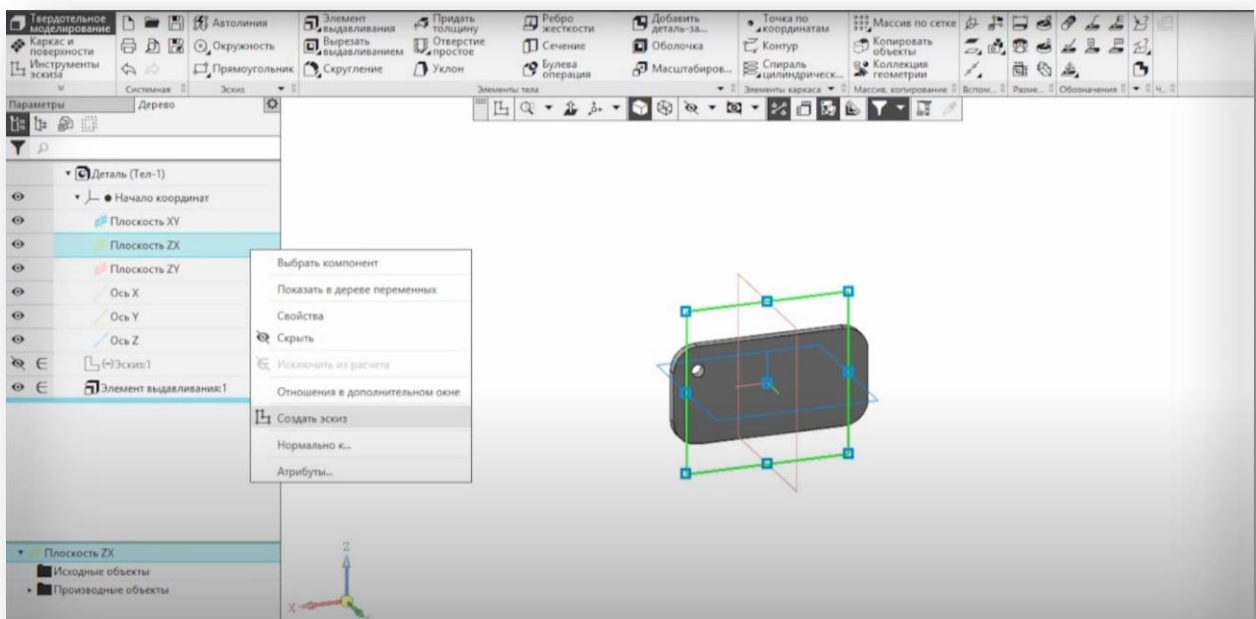 Твердотельное
моделирование
Каркас и
поверхности
Инструменты
эскиза
Системная
Автолиния
Окружность
Прямоугольник
Эскиз
Элемент
выдавливания
Вырезать
выдавливанием
Скругление
Придать
толщину
Отверстие
простое
Уклон
Ребро
жесткости
Сечение
Булева
операция
Добавить
деталь-за...
Оболочка
Масштабиров...
Элементы тела
Точка по
координатам
Контур
Спираль
цилиндрическ...
Элементы каркаса
Массив по сетке
Копировать
объекты
Коллекция
геометрии
Массив, копирование
Вспом...
Разме...
Обозначения
Ч...
Параметры
Дерево
Деталь (Тел-1)
Начало координат
Плоскость XY
Плоскость ZX
Плоскость ZY
Ось X
Ось Y
Ось Z
(-)Эскиз:1
Элемент выдавливания:1
Выбрать компонент
Показать в дереве переменных
Свойства
Скрыть
Исключить из расчета
Отношения в дополнительном окне
Создать эскиз
Нормально к...
Атрибуты...
Плоскость ZX
Исходные объекты
Производные объекты
Z
X